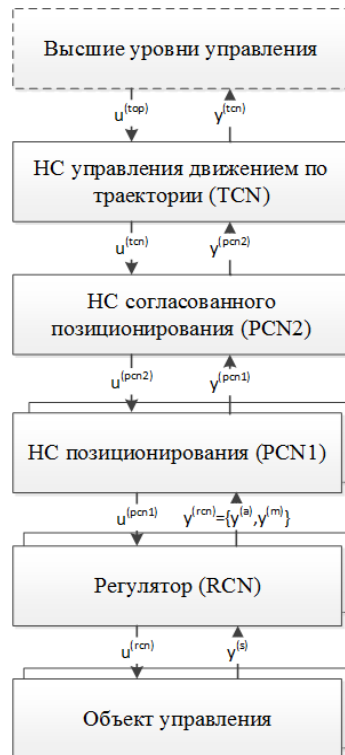 Высшие уровни управления
u^(top) y^(tcn)
НС управления движением по
траектории (TCN)
u^(tcn) y^(pcn2)
НС согласованного
позиционирования (PCN2)
u^(pcn2) y^(pcn1)
НС позиционирования (PCN1)
u^(pcn1) y^(rcn)={y^(a),y^(m)}
Регулятор (RCN)
u^(rcn) y^(s)
Объект управления